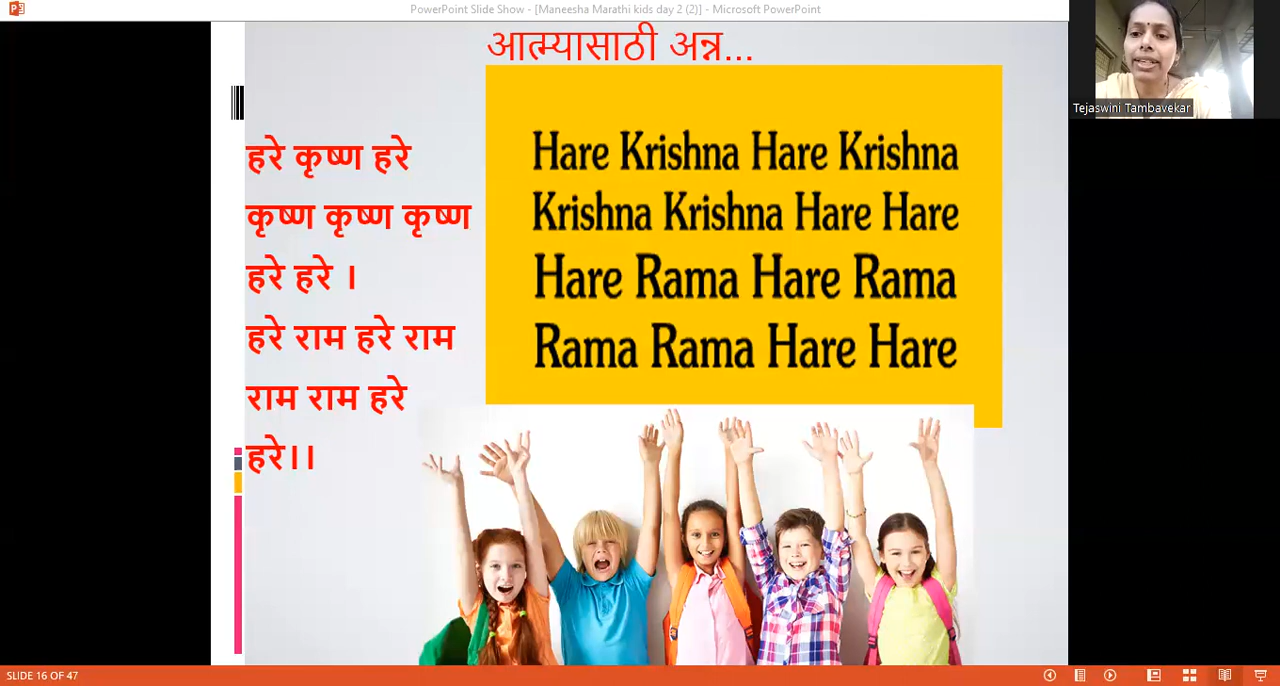 PowerPoint Slide Show - [Maneesha Marathi kids day 2 (2)] - Microsoft PowerPoint
आत्म्यासाठी अन्न...
हरे कृष्ण हरे
कृष्ण कृष्ण कृष्ण
हरे हरे ।
हरे राम हरे राम
राम राम हरे
हरे।।
Hare Krishna Hare Krishna
Krishna Krishna Hare Hare
Hare Rama Hare Rama
Rama Rama Hare Hare
Tejaswini Tambavekar
SLIDE 16 OF 47